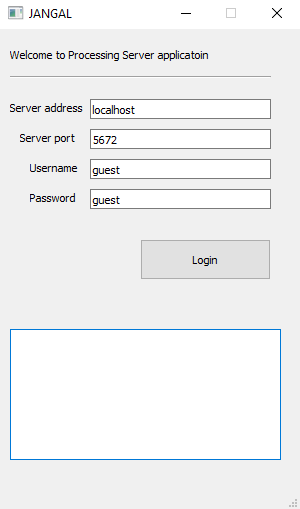 JANGAL
Welcome to Processing Server applicatoin
Server address localhost
Server port 5672
Username guest
Password guest
Login